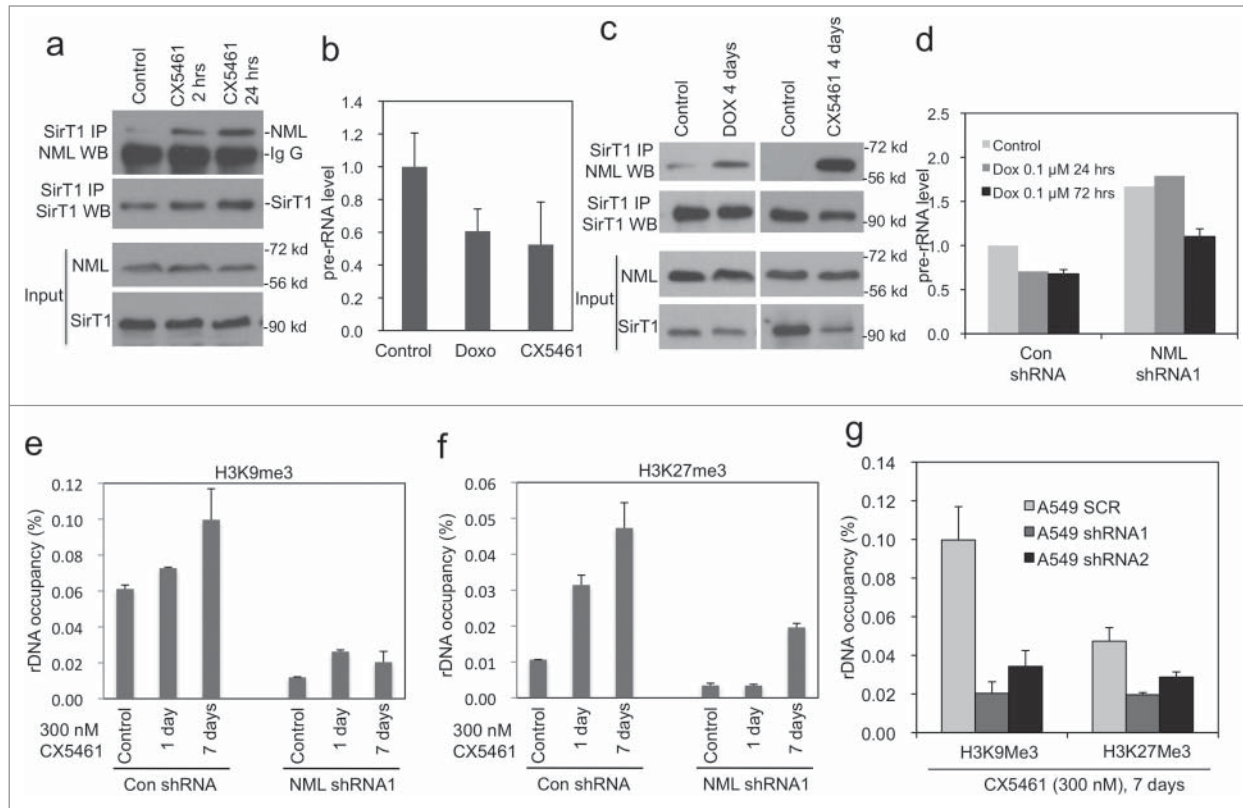 a
Control
CX5461
2 hrs
CX5461
24 hrs
SirT1 IP
NML WB
-NML
-Ig G
SirT1 IP
SirT1 WB
-SirT1
Input
NML
-72 kd
-56 kd
SirT1
-90 kd
b
pre-rRNA level
1.4
1.2
1.0
0.8
0.6
0.4
0.2
0.0
Control
Doxo
CX5461
c
Control
DOX 4 days
Control
CX5461 4 days
SirT1 IP
NML WB
-72 kd
-56 kd
SirT1 IP
SirT1 WB
-90 kd
Input
NML
-72 kd
-56 kd
SirT1
-90 kd
d
pre-rRNA level
2.5
2.0
1.5
1.0
0.5
0.0
Control
Dox 0.1 µM 24 hrs
Dox 0.1 µM 72 hrs
Con
shRNA
NML
shRNA1
e
H3K9me3
rDNA occupancy (%)
0.12
0.10
0.08
0.06
0.04
0.02
0.00
300 nM
CX5461
Control
1 day
7 days
Control
1 day
7 days
Con shRNA
NML shRNA1
f
H3K27me3
rDNA occupancy (%)
0.06
0.05
0.04
0.03
0.02
0.01
0.00
300 nM
CX5461
Control
1 day
7 days
Control
1 day
7 days
Con shRNA
NML shRNA1
g
rDNA occupancy (%)
0.14
0.12
0.10
0.08
0.06
0.04
0.02
0.00
A549 SCR
A549 shRNA1
A549 shRNA2
H3K9Me3
H3K27Me3
CX5461 (300 nM), 7 days